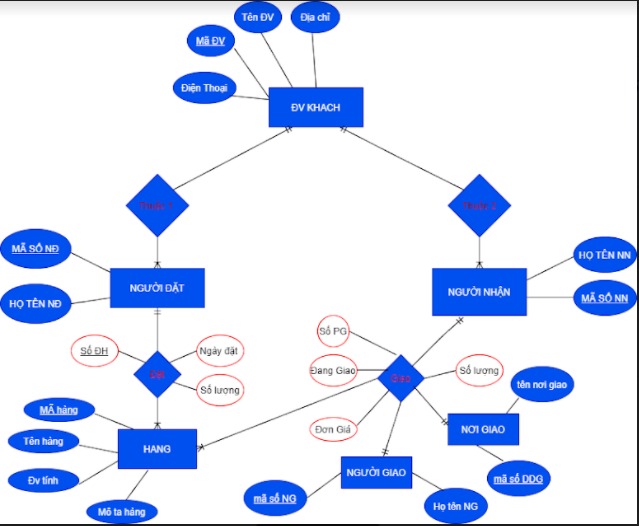 Tên ĐV
Địa chỉ
Mã ĐV
Điện Thoại
ĐV KHACH
Thuộc 1
Thuộc 2
MÃ SỐ NĐ
HỌ TÊN NĐ
NGƯỜI ĐẶT
NGƯỜI NHẬN
HỌ TÊN NN
MÃ SỐ NN
Số ĐH
Ngày đặt
Số lượng
Số PG
Đang Giao
Số lượng
Giao
Đơn Giá
tên nơi giao
MÃ hàng
Tên hàng
Đv tính
Mô ta hàng
HANG
NƠI GIAO
NGƯỜI GIAO
mã số DDG
mã số NG
Họ tên NG